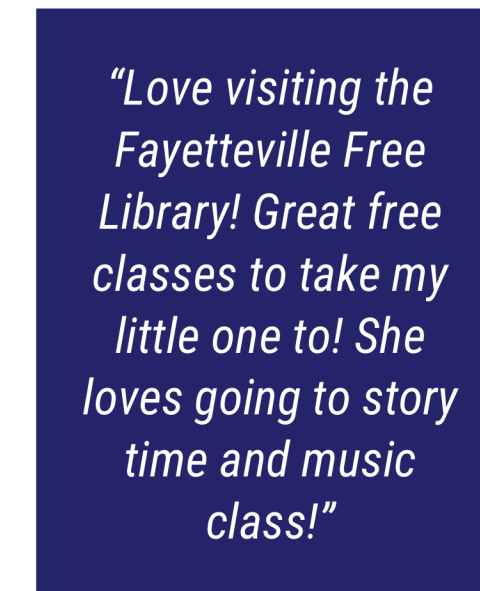 “Love visiting the
Fayetteville Free
Library! Great free
classes to take my
little one to! She
loves going to story
time and music
class!”